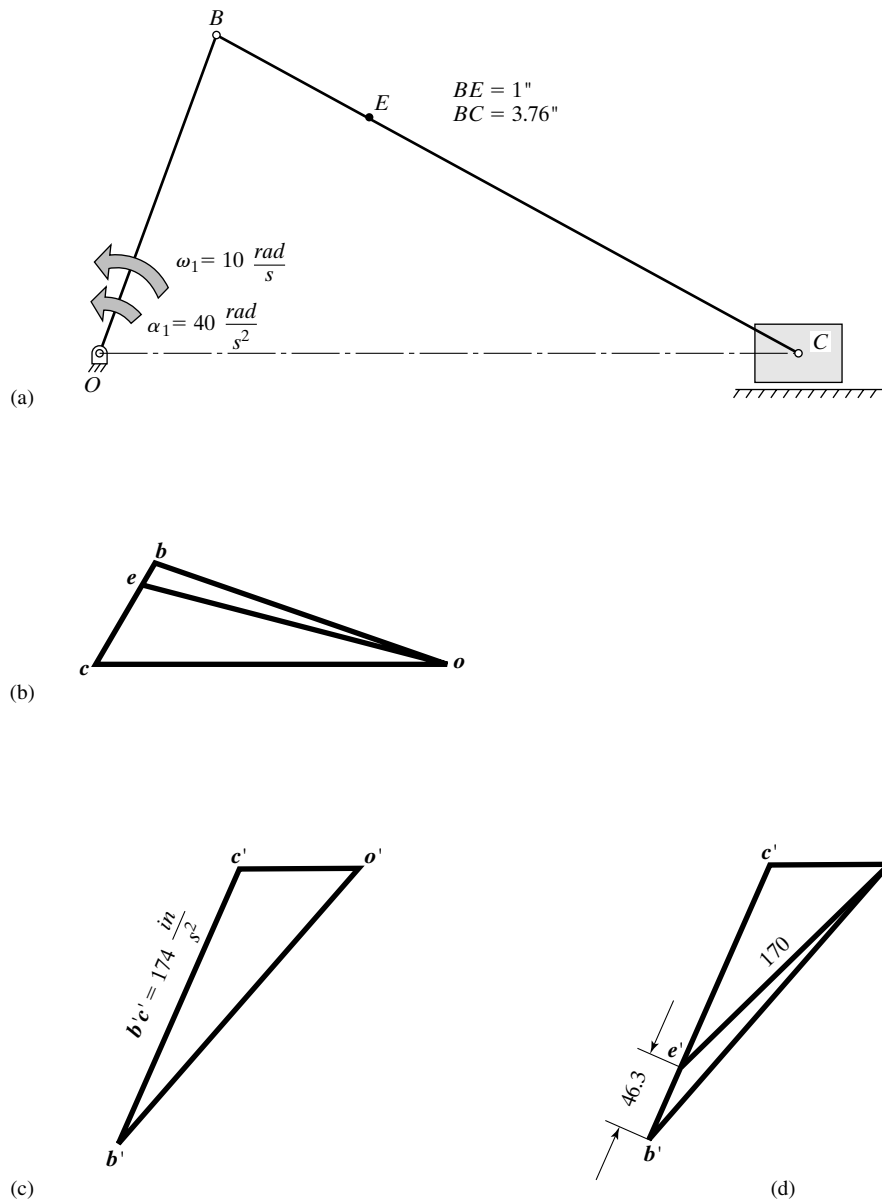 B
E
BE = 1"
BC = 3.76"
ω₁ = 10 rad/s
α₁ = 40 rad/s²
C
O
(a)
b
e
c
o
(b)
c'
o'
c'
b'c' = 174 in/s²
170
e'
46.3
b'
b'
(c)
(d)